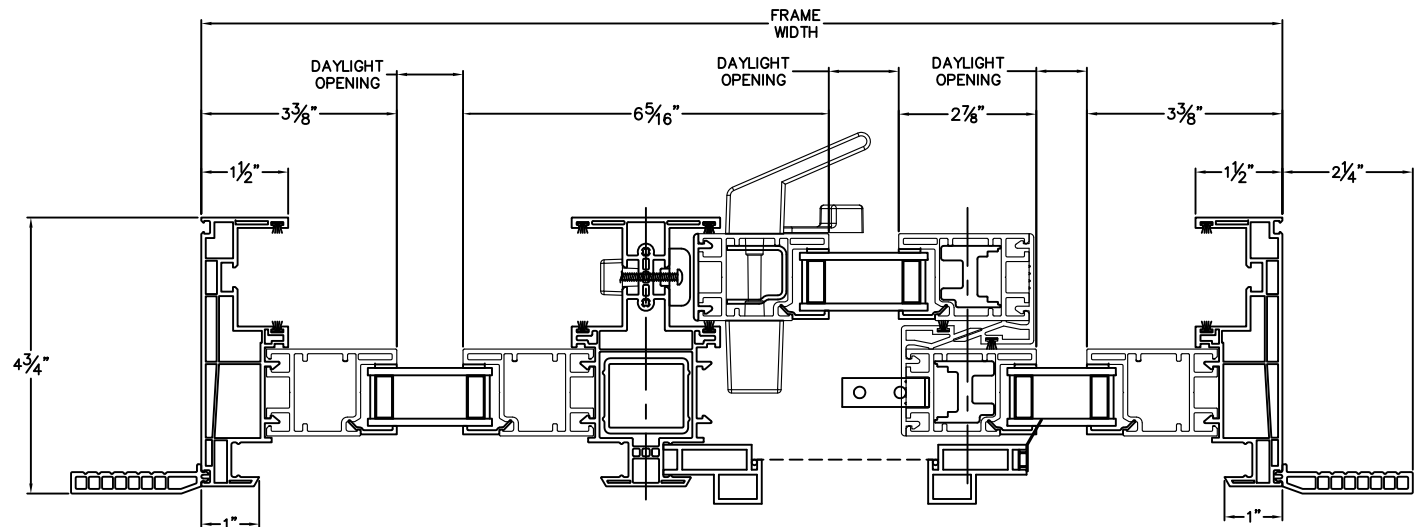 FRAME
WIDTH
DAYLIGHT
OPENING
DAYLIGHT
OPENING
DAYLIGHT
OPENING
3⅜"
6 5⁄16"
2⅞"
3⅜"
1½"
1½"
2¼"
4¾"
1"
1"